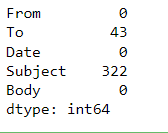 From         0
To          43
Date         0
Subject    322
Body         0
dtype: int64